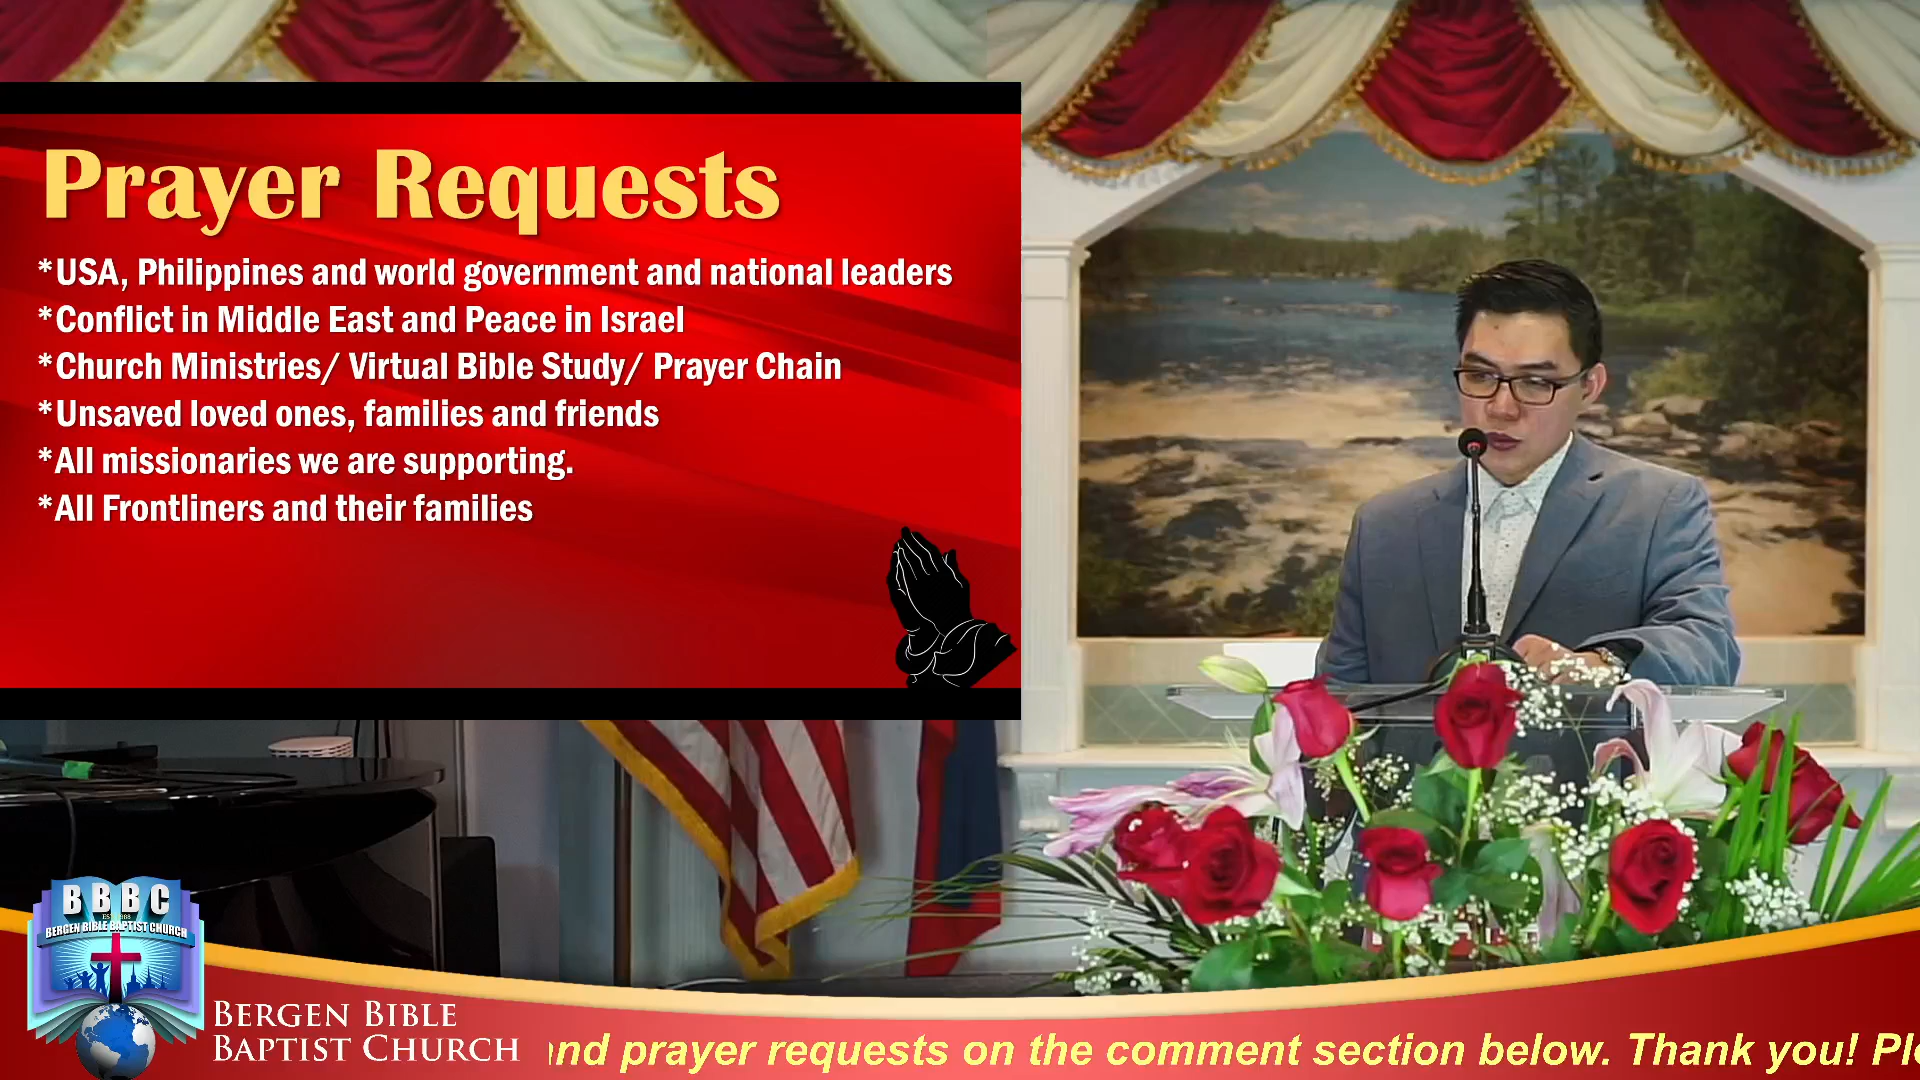 Prayer Requests
*USA, Philippines and world government and national leaders
*Conflict in Middle East and Peace in Israel
*Church Ministries/ Virtual Bible Study/ Prayer Chain
*Unsaved loved ones, families and friends
*All missionaries we are supporting.
*All Frontliners and their families
BBBC
BERGEN BIBLE BAPTIST CHURCH
BERGEN BIBLE
BAPTIST CHURCH
and prayer requests on the comment section below. Thank you!